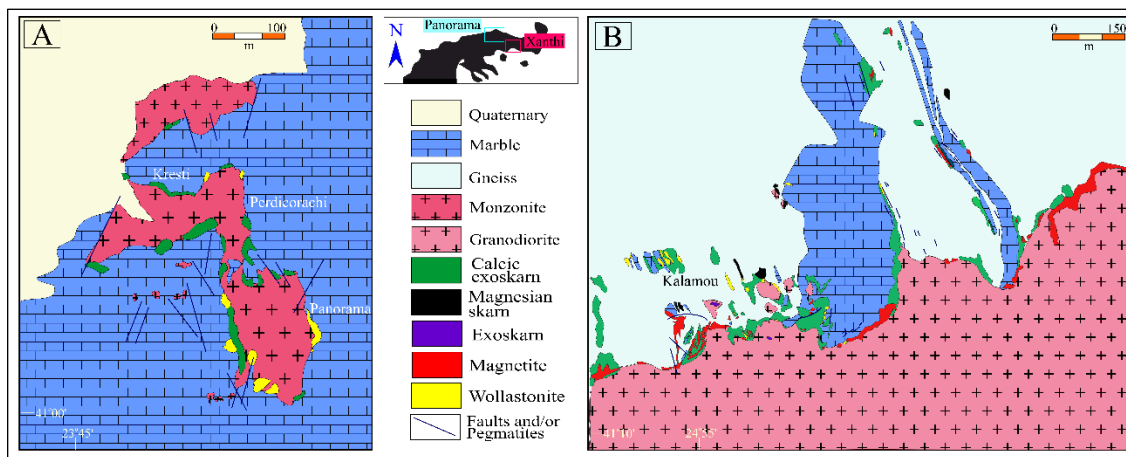 A
0 100
m
Kresti
Perdicorachi
Panorama
41°00'
23°45'
Panorama
N
Xanthi
Quaternary
Marble
Gneiss
Monzonite
Granodiorite
Calcic
exoskarn
Magnesian
skarn
Exoskarn
Magnetite
Wollastonite
Faults and/or
Pegmatites
B
0 150
m
Kalamou
41°10'
24°55'